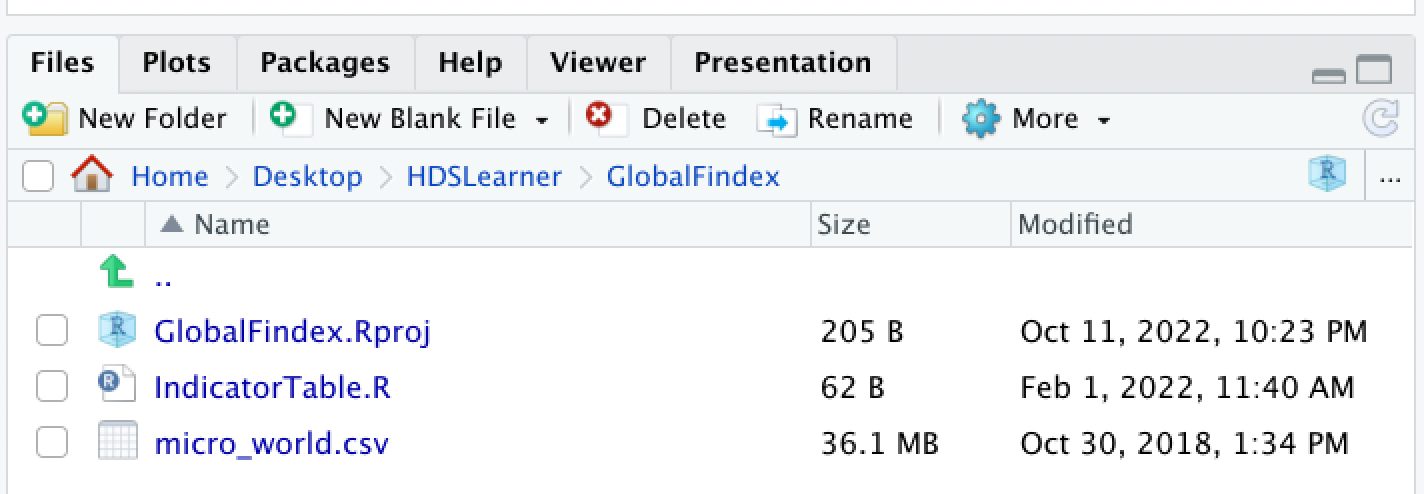 Files Plots Packages Help Viewer Presentation
New Folder New Blank File Delete Rename More
Home Desktop HDSLearner GlobalFindex R ...
Name Size Modified
..
R GlobalFindex.Rproj 205 B Oct 11, 2022, 10:23 PM
R IndicatorTable.R 62 B Feb 1, 2022, 11:40 AM
micro_world.csv 36.1 MB Oct 30, 2018, 1:34 PM